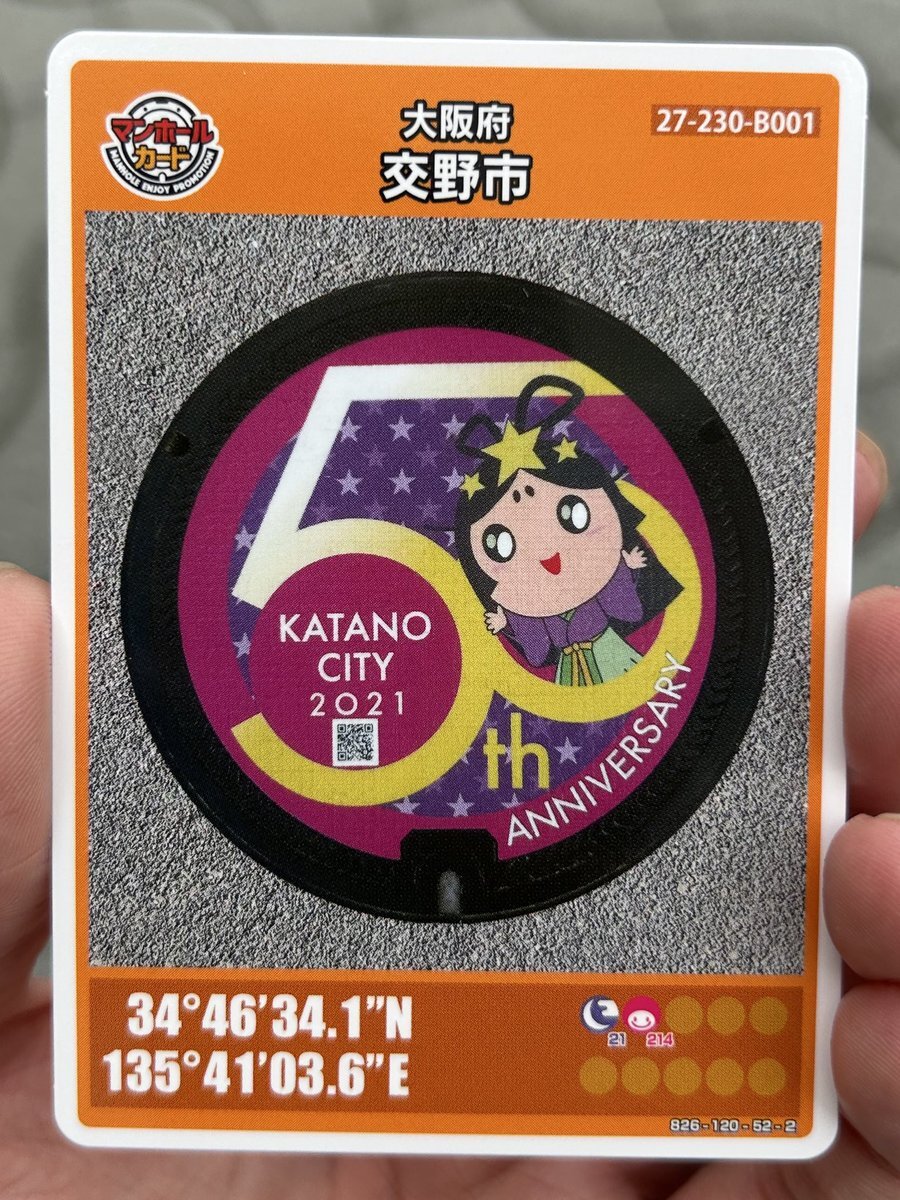 マンホール
カード
MANHOLE ENJOY PROMOTION
大阪府
交野市
27-230-B001
KATANO
CITY
2021
50
th
ANNIVERSARY
34°46'34.1"N
135°41'03.6"E
21
214
826-120-52-2